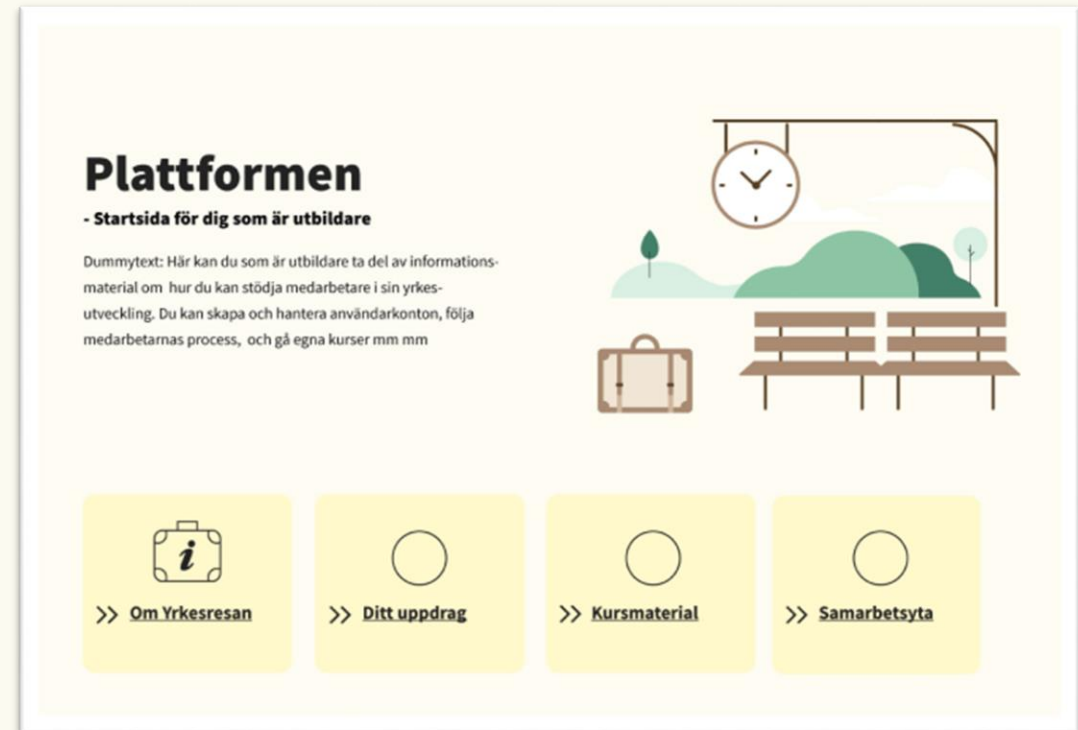 Plattformen
- Startsida för dig som är utbildare
Dummytext: Här kan du som är utbildare ta del av informations-
material om  hur du kan stödja medarbetare i sin yrkes-
utveckling. Du kan skapa och hantera användarkonton, följa
medarbetarnas process,  och gå egna kurser mm mm
i
>> Om Yrkesresan
>> Ditt uppdrag
>> Kursmaterial
>> Samarbetsyta